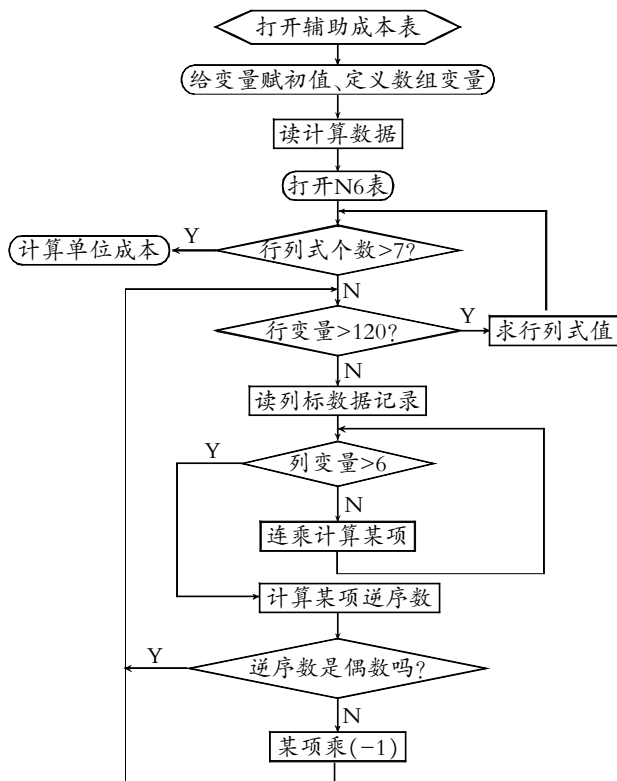 打开辅助成本表
给变量赋初值、定义数组变量
读计算数据
打开N6表
Y
计算单位成本
行列式个数>7?
N
行变量>120?
Y
求行列式值
N
读列标数据记录
Y
列变量>6
N
连乘计算某项
计算某项逆序数
Y
逆序数是偶数吗?
N
某项乘(-1)